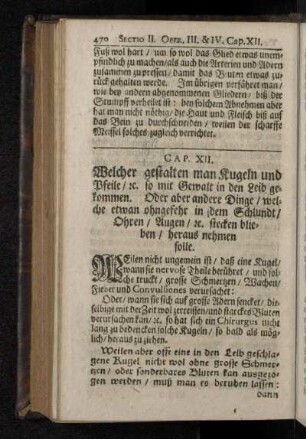 470 SECTIO II. OPER. III. & IV. Cap. XII.
Fuß wol hart / um so wol das Glied etwas unem-
pfindlich zu machen / als auch die Arterien und Adern
zusamen zu pressen / damit das Bluten etwas zu-
rück gehalten werde. Im übrigen verfähret man /
wie bey andern abgenommenen Gliedern / biß der
Stumpff verheilet ist: bey solchem Abnehmen aber
hat man nicht nöthig / die Haut und Fleisch biß auf
das Bein zu durchschneiden / weilen der scharffe
Meissel solches zugleich verrichtet.
CAP. XII.
Welcher gestalten man Kugeln und
Pfeile / ꝛc. so mit Gewalt in den Leib ge-
kommen. Oder aber andere Dinge / wel-
che etwan ohngefehr in dem Schlundt /
Ohren / Augen / ꝛc. stecken blie-
ben / heraus nehmen
solle.
WEilen nicht ungemein ist / daß eine Kugel /
wann sie nervose Theile berühret / und sol-
che truckt / grosse Schmertzen / Wachen /
Fieber und Convulsiones verursachet:
Oder / wann sie sich auf grosse Adern sencket / die-
selbige mit der Zeit wol zerreissen / und starckes Bluten
verursachen kan / ꝛc. so hat sich ein Chirurgus nicht
lang zu bedencken solche Kugeln / so bald als mög-
lich / heraus zu ziehen.
Weilen aber offt eine in den Leib geschla-
gene Kugel nicht wol ohne grosse Schmer-
tzen / oder sonderbares Bluten kan ausgezo-
gen werden / muß man es beruhen lassen:
dann